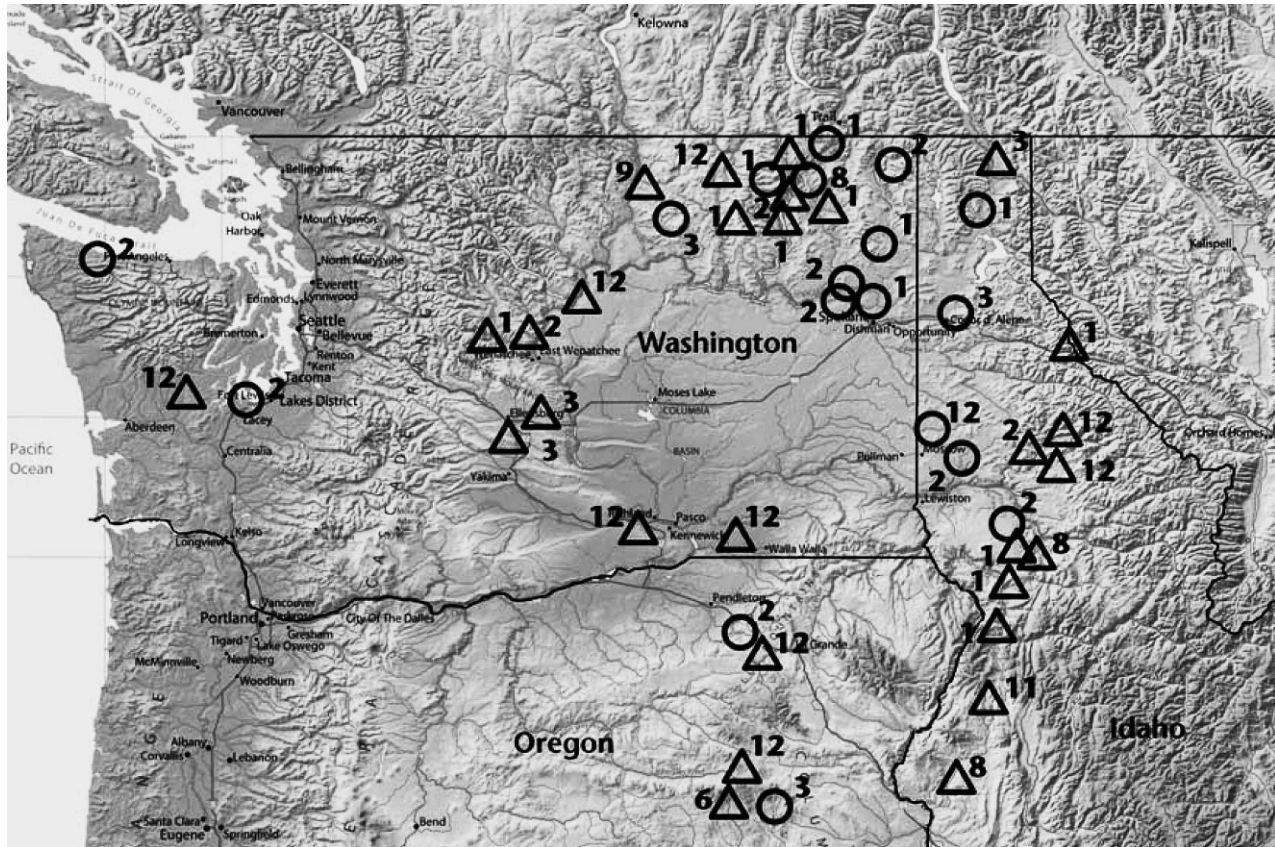 Kelowna
Strait Of Georgia
Vancouver
Trail
1
1
12
1
2
3
9
8
1
Bellingham
1
2
1
Juan De Fuca Strait
Oak
Harbor
Mount Vernon
3
1
1
Kalispell
2
Angeles
North Marysville
2
12
1
Everett
Edmonds
Lynnwood
2
3
Seattle
1
2
Dishman
Opportunity
Bremerton
Bellevue
Washington
1
Renton
East Wenatchee
Kent
12
Tacoma
2
Lakes District
3
Moses Lake
COLUMBIA
Ellensburg
Lacey
Aberdeen
12
12
Orchard Homes
Pacific
Ocean
Centralia
3
BASIN
Pullman
Moscow
2
12
Yakima
2
Lewiston
2
12
Pasco
12
Kelso
Kennewick
Longview
Walla Walla
1
8
1
Vancouver
Pendleton
Portland
City Of The Dalles
2
1
Gresham
Tigard
Lake Oswego
12
Grande
McMinnville
Newberg
Woodburn
11
Oregon
Idaho
Albany
12
Corvallis
Lebanon
8
6
3
Santa Clara
Bend
Eugene
Springfield